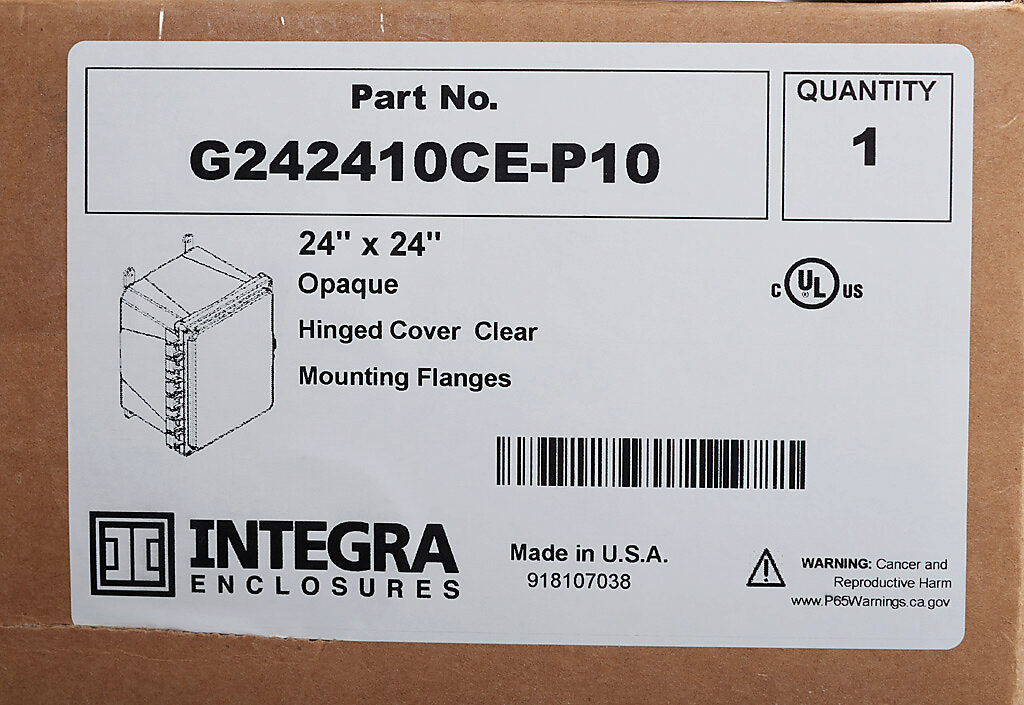 Part No.
G242410CE-P10
QUANTITY
1
24" x 24"
Opaque
Hinged Cover Clear
Mounting Flanges
c UL ® US
INTEGRA
ENCLOSURES
Made in U.S.A.
918107038
WARNING: Cancer and
Reproductive Harm
www.P65Warnings.ca.gov